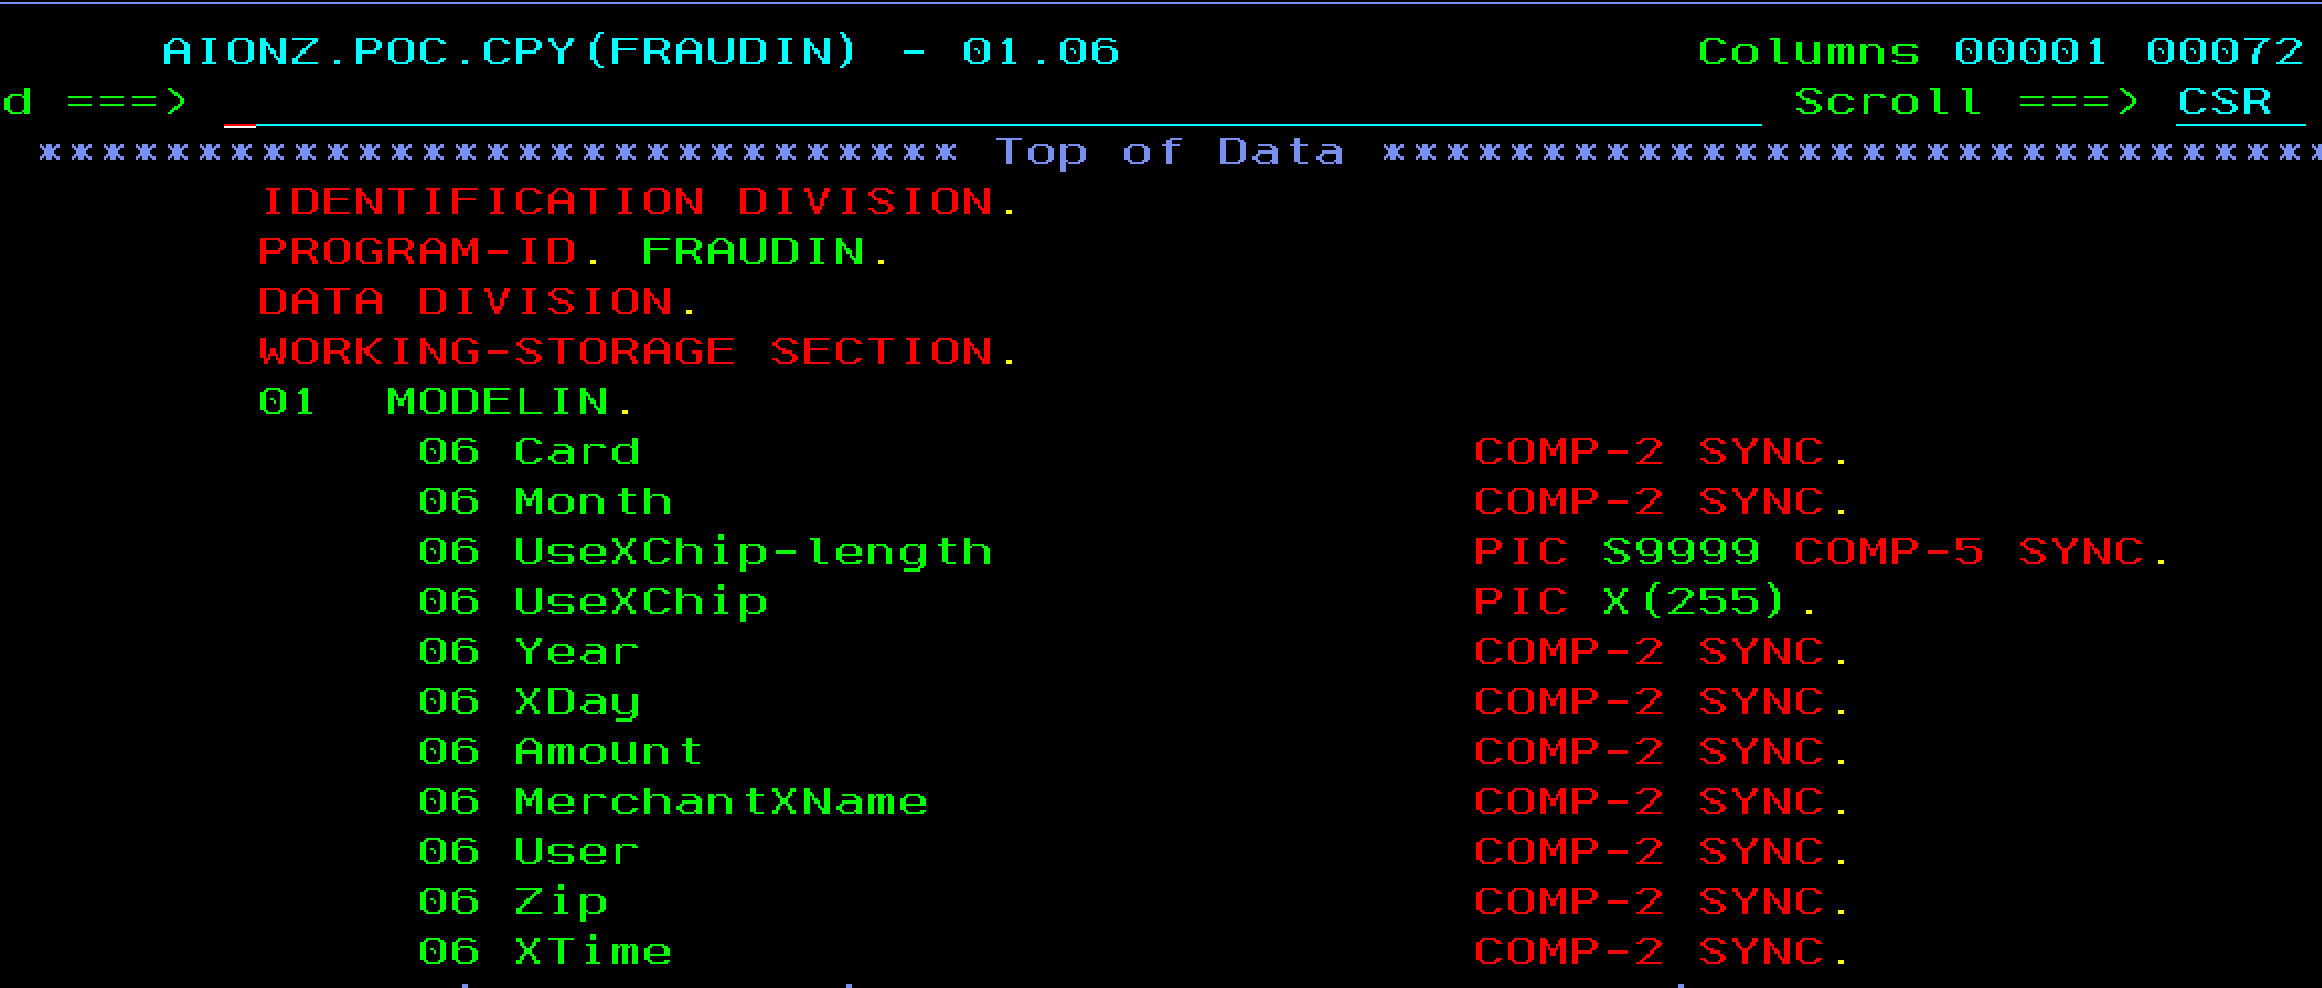 AIONZ.POC.CPY(FRAUDIN) - 01.06 Columns 00001 00072
d ===> _ Scroll ===> CSR
***************************** Top of Data *****************************
IDENTIFICATION DIVISION.
PROGRAM-ID. FRAUDIN.
DATA DIVISION.
WORKING-STORAGE SECTION.
01 MODELIN.
06 Card COMP-2 SYNC.
06 Month COMP-2 SYNC.
06 UseXChip-length PIC S9999 COMP-5 SYNC.
06 UseXChip PIC X(255).
06 Year COMP-2 SYNC.
06 XDay COMP-2 SYNC.
06 Amount COMP-2 SYNC.
06 MerchantXName COMP-2 SYNC.
06 User COMP-2 SYNC.
06 Zip COMP-2 SYNC.
06 XTime COMP-2 SYNC.